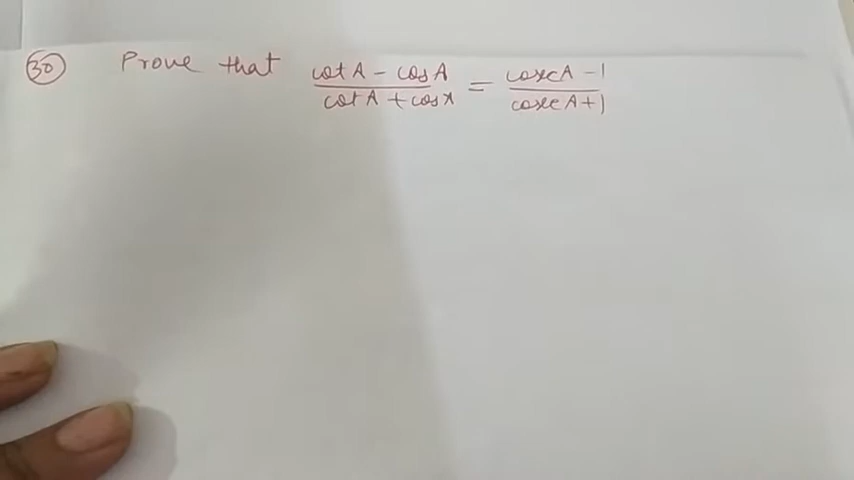 30 Prove that cot A - cos A / cot A + cos x = cosec A - 1 / cosec A + 1